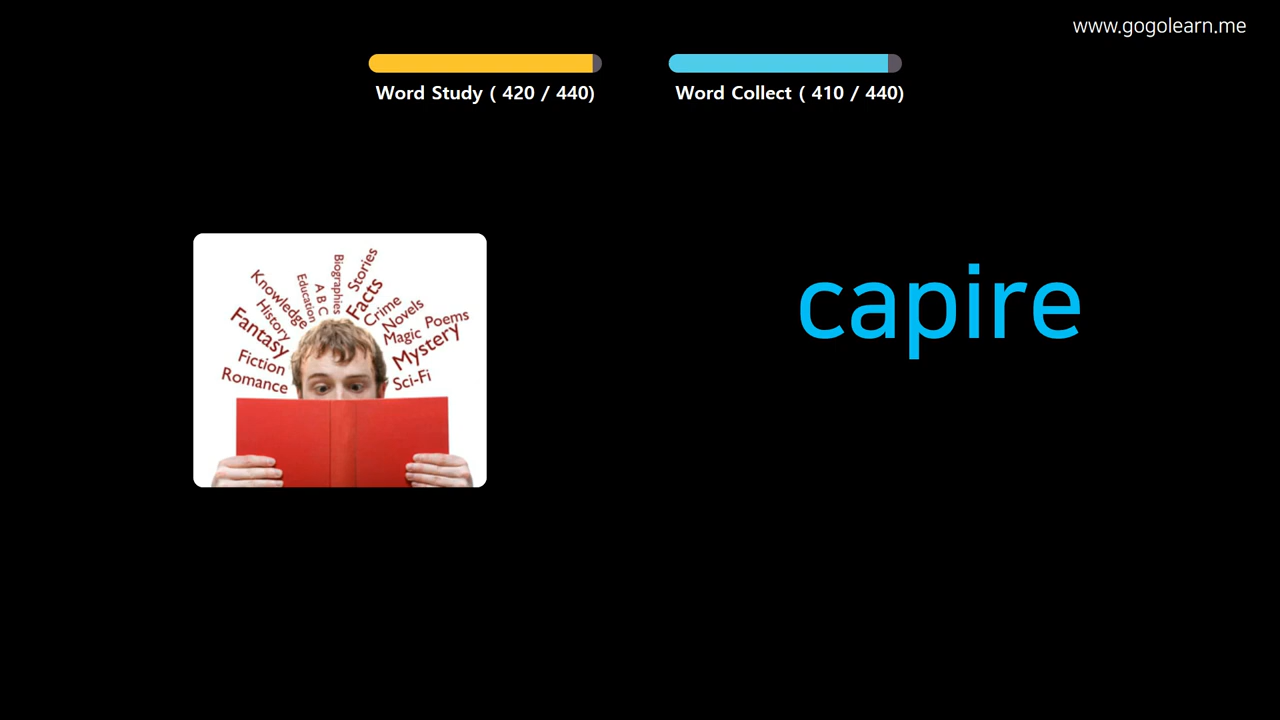 www.gogolearn.me
Word Study ( 420 / 440)
Word Collect ( 410 / 440)
capire
Stories
Biographies
Facts
A B C
Education
Knowledge
Crime
History
Novels
Poems
Fantasy
Magic
Mystery
Fiction
Sci-Fi
Romance